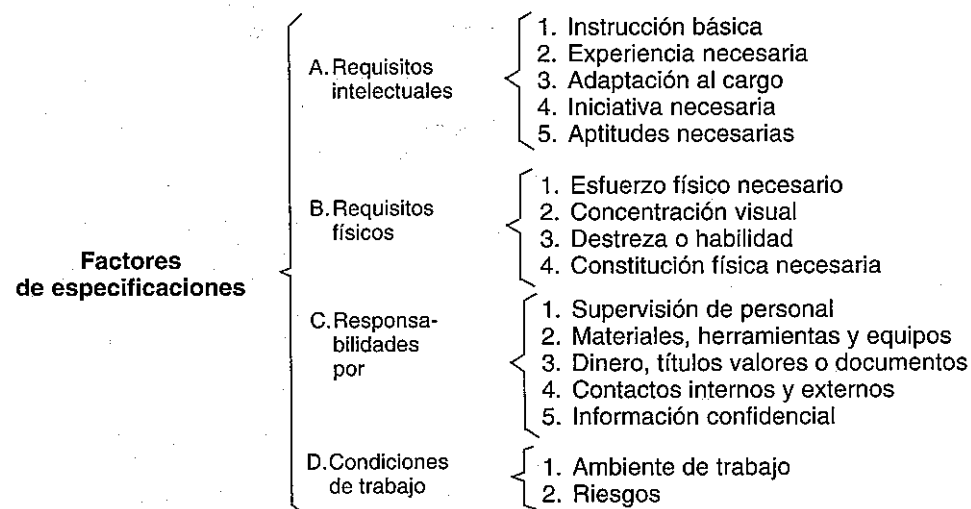 Factores
de especificaciones
A. Requisitos
intelectuales
1. Instrucción básica
2. Experiencia necesaria
3. Adaptación al cargo
4. Iniciativa necesaria
5. Aptitudes necesarias
B. Requisitos
físicos
1. Esfuerzo físico necesario
2. Concentración visual
3. Destreza o habilidad
4. Constitución física necesaria
C. Responsa-
bilidades
por
1. Supervisión de personal
2. Materiales, herramientas y equipos
3. Dinero, títulos valores o documentos
4. Contactos internos y externos
5. Información confidencial
D. Condiciones
de trabajo
1. Ambiente de trabajo
2. Riesgos